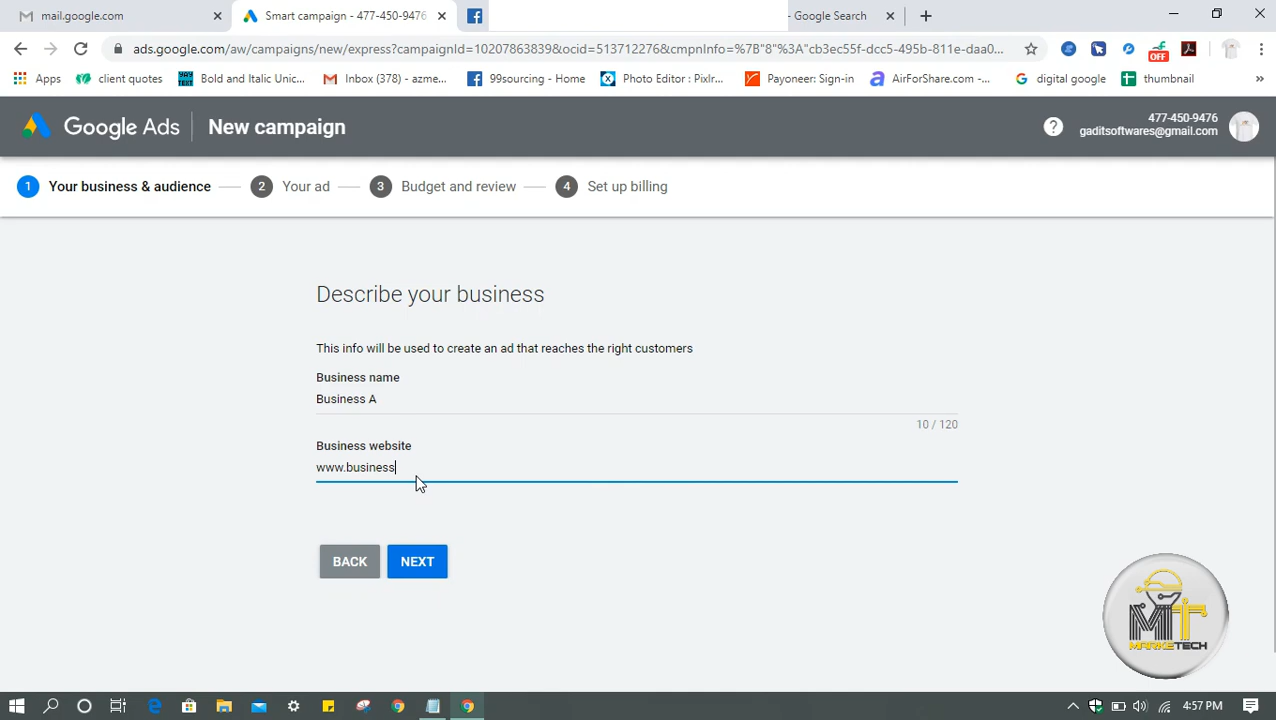 mail.google.com
Smart campaign - 477-450-9476
- Google Search
ads.google.com/aw/campaigns/new/express?campaignId=10207863839&ocid=513712276&cmpnInfo=%7B"8"%3A"cb3ec55f-dcc5-495b-811e-daa0...
OFF
Apps
client quotes
YAY TEXT
Bold and Italic Unic...
Inbox (378) - azme...
99sourcing - Home
Photo Editor : Pixlr...
Payoneer: Sign-in
AirForShare.com -...
digital google
thumbnail
»
Google Ads
New campaign
477-450-9476
gaditsoftwares@gmail.com
1 Your business & audience
2 Your ad
3 Budget and review
4 Set up billing
Describe your business
This info will be used to create an ad that reaches the right customers
Business name
Business A
10 / 120
Business website
www.business
BACK
NEXT
MT
MARKETECH
4:57 PM